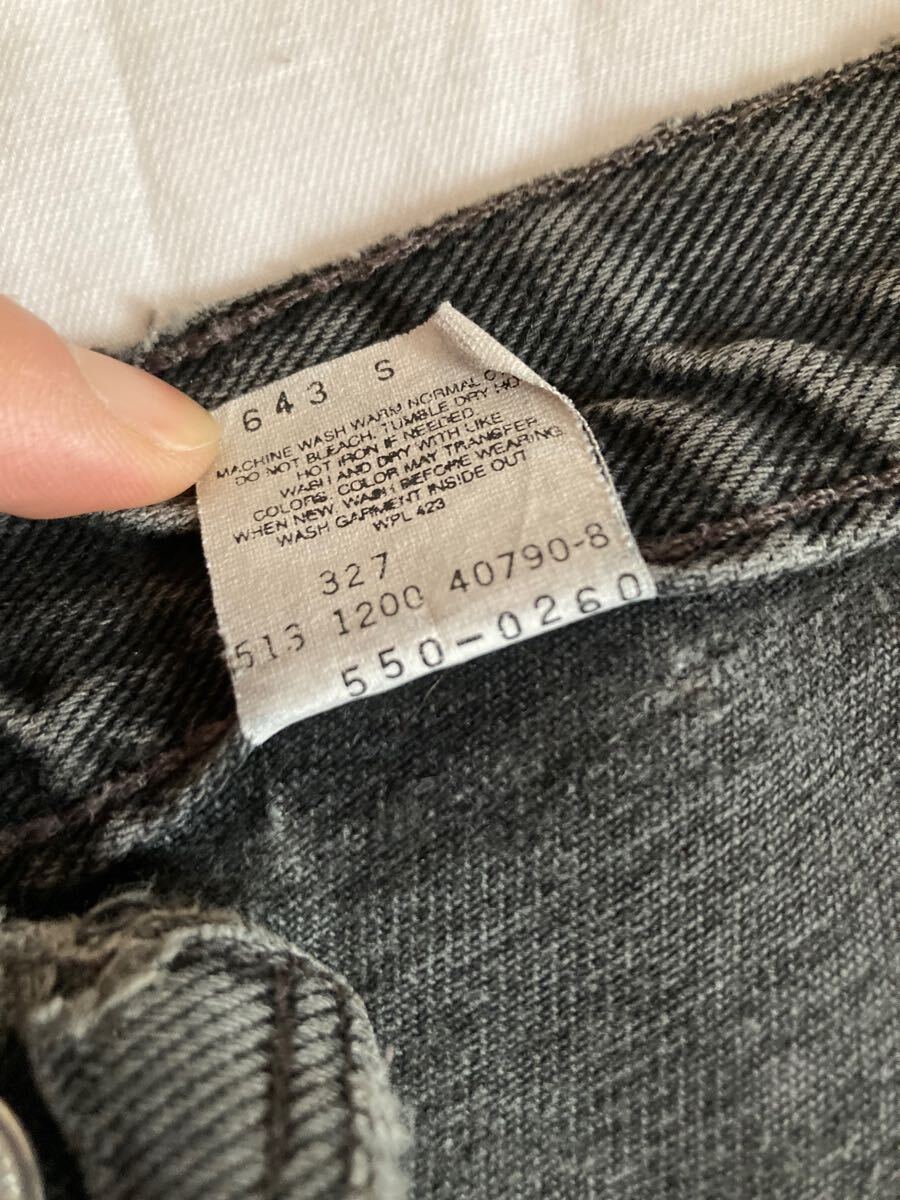 643 S
MACHINE WASH WARM NORMAL
DO NOT BLEACH. TUMBLE DRY
HOT IRON IF NEEDED.
WASH AND DRY WITH LIKE
COLORS. COLOR MAY TRANSFER
WHEN NEW. WASH BEFORE WEARING.
WASH GARMENT INSIDE OUT
WPL 423
327
513 1200 40790-8
550-0260